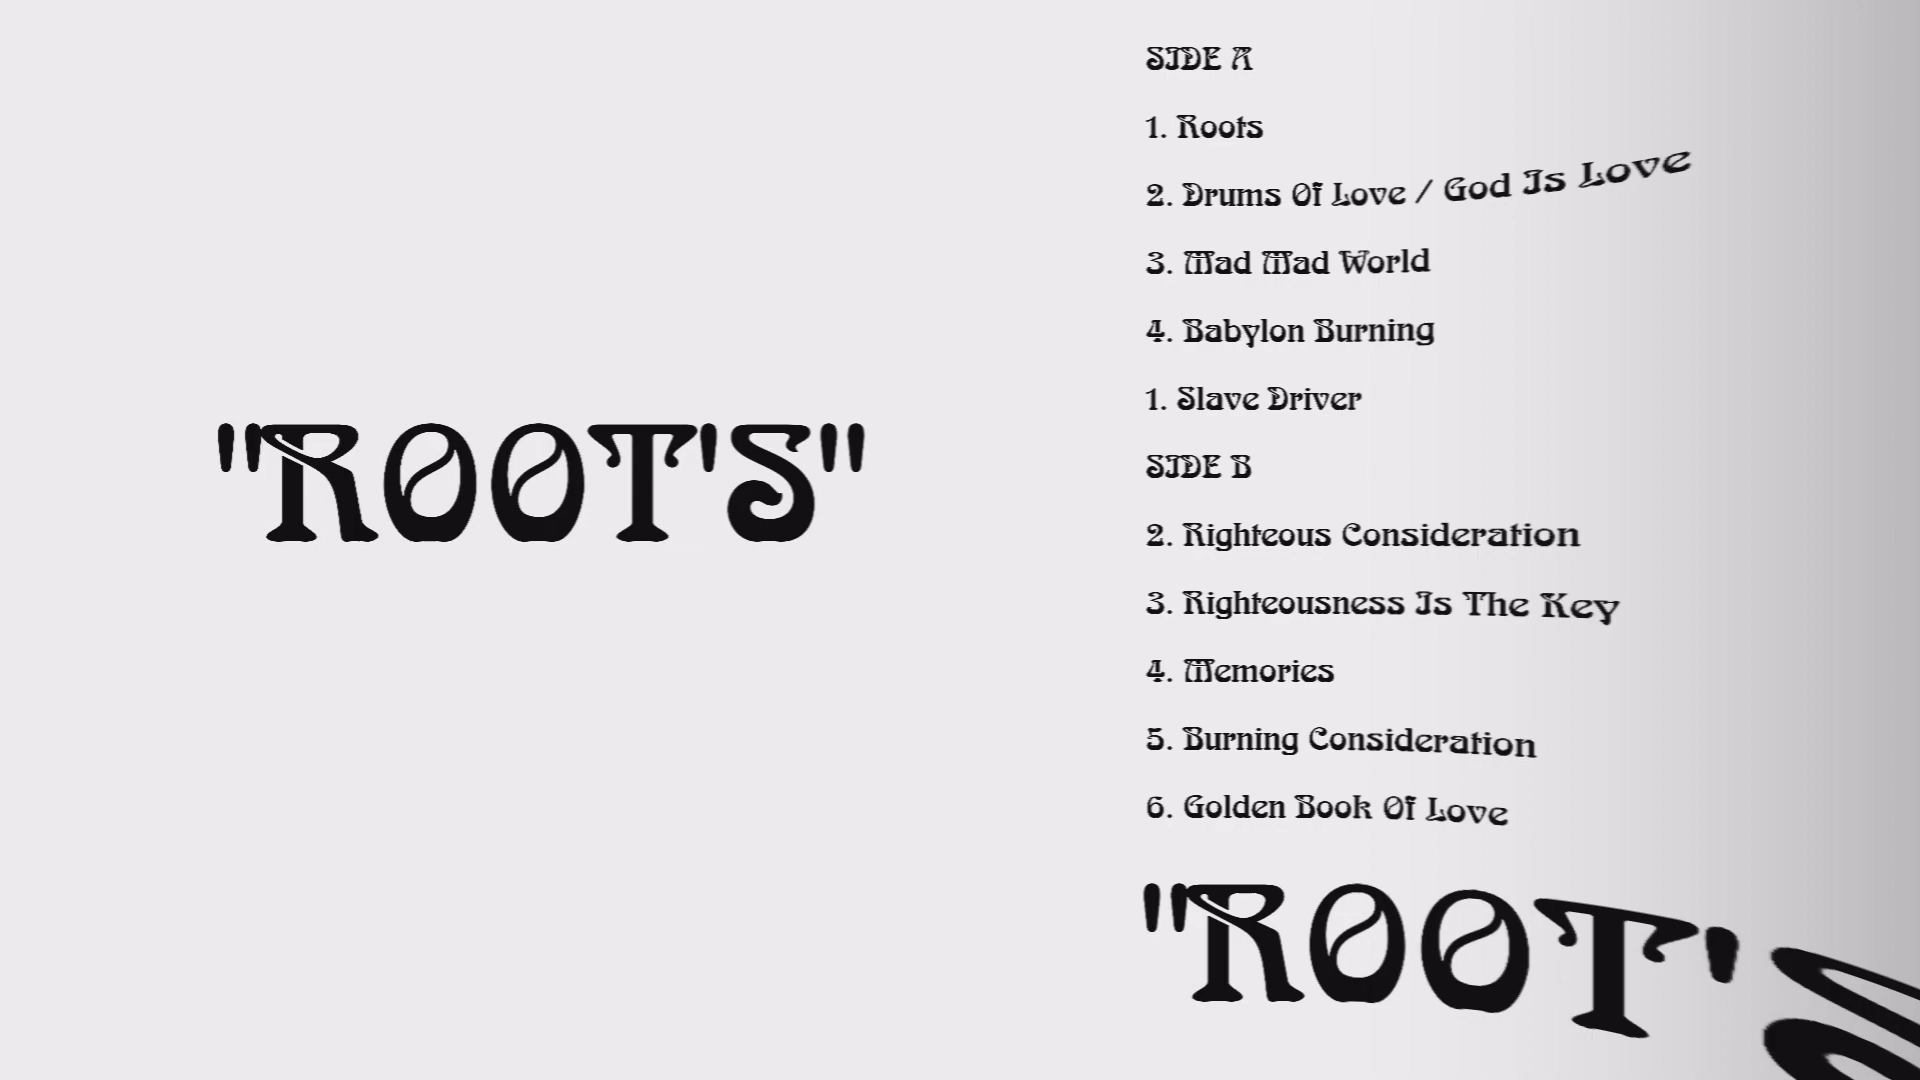 "ROOT'S"
SIDE A
1. Roots
2. Drums Of Love / God Is Love
3. Mad Mad World
4. Babylon Burning
1. Slave Driver
SIDE B
2. Righteous Consideration
3. Righteousness Is The Key
4. Memories
5. Burning Consideration
6. Golden Book Of Love
"ROOT'S